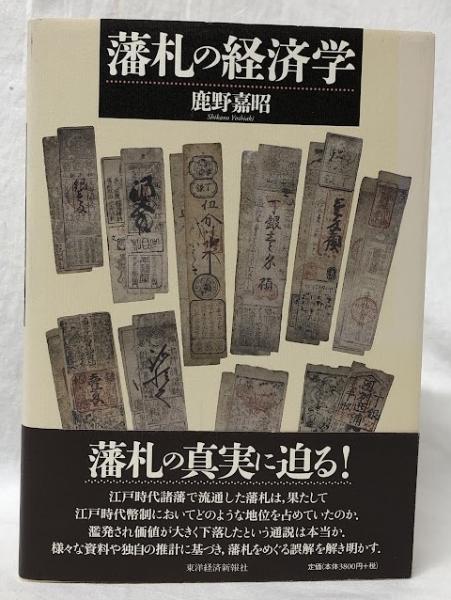 藩札の経済学
鹿野嘉昭
Shikano Yoshiaki
藩札の真実に迫る!
江戸時代諸藩で流通した藩札は,果たして
江戸時代幣制においてどのような地位を占めていたのか.
濫発され価値が大きく下落したという通説は本当か.
様々な資料や独自の推計に基づき,藩札をめぐる誤解を解き明かす.
東洋経済新報社
定価(本体3800円+税)